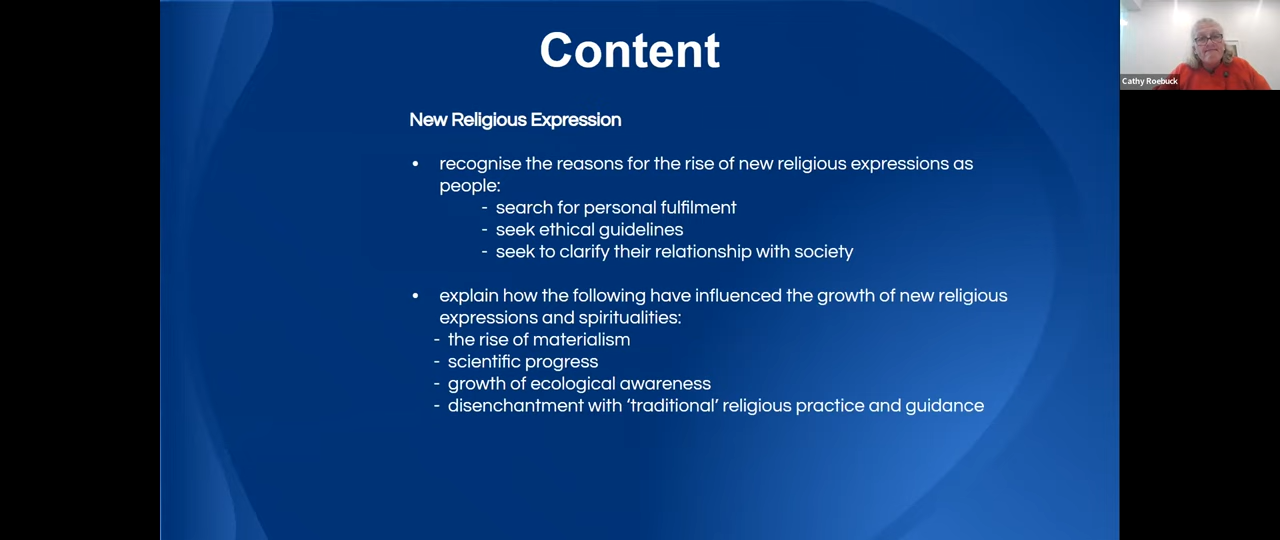 Content
Cathy Roebuck
New Religious Expression
• recognise the reasons for the rise of new religious expressions as
people:
- search for personal fulfilment
- seek ethical guidelines
- seek to clarify their relationship with society
• explain how the following have influenced the growth of new religious
expressions and spiritualities:
- the rise of materialism
- scientific progress
- growth of ecological awareness
- disenchantment with ‘traditional’ religious practice and guidance